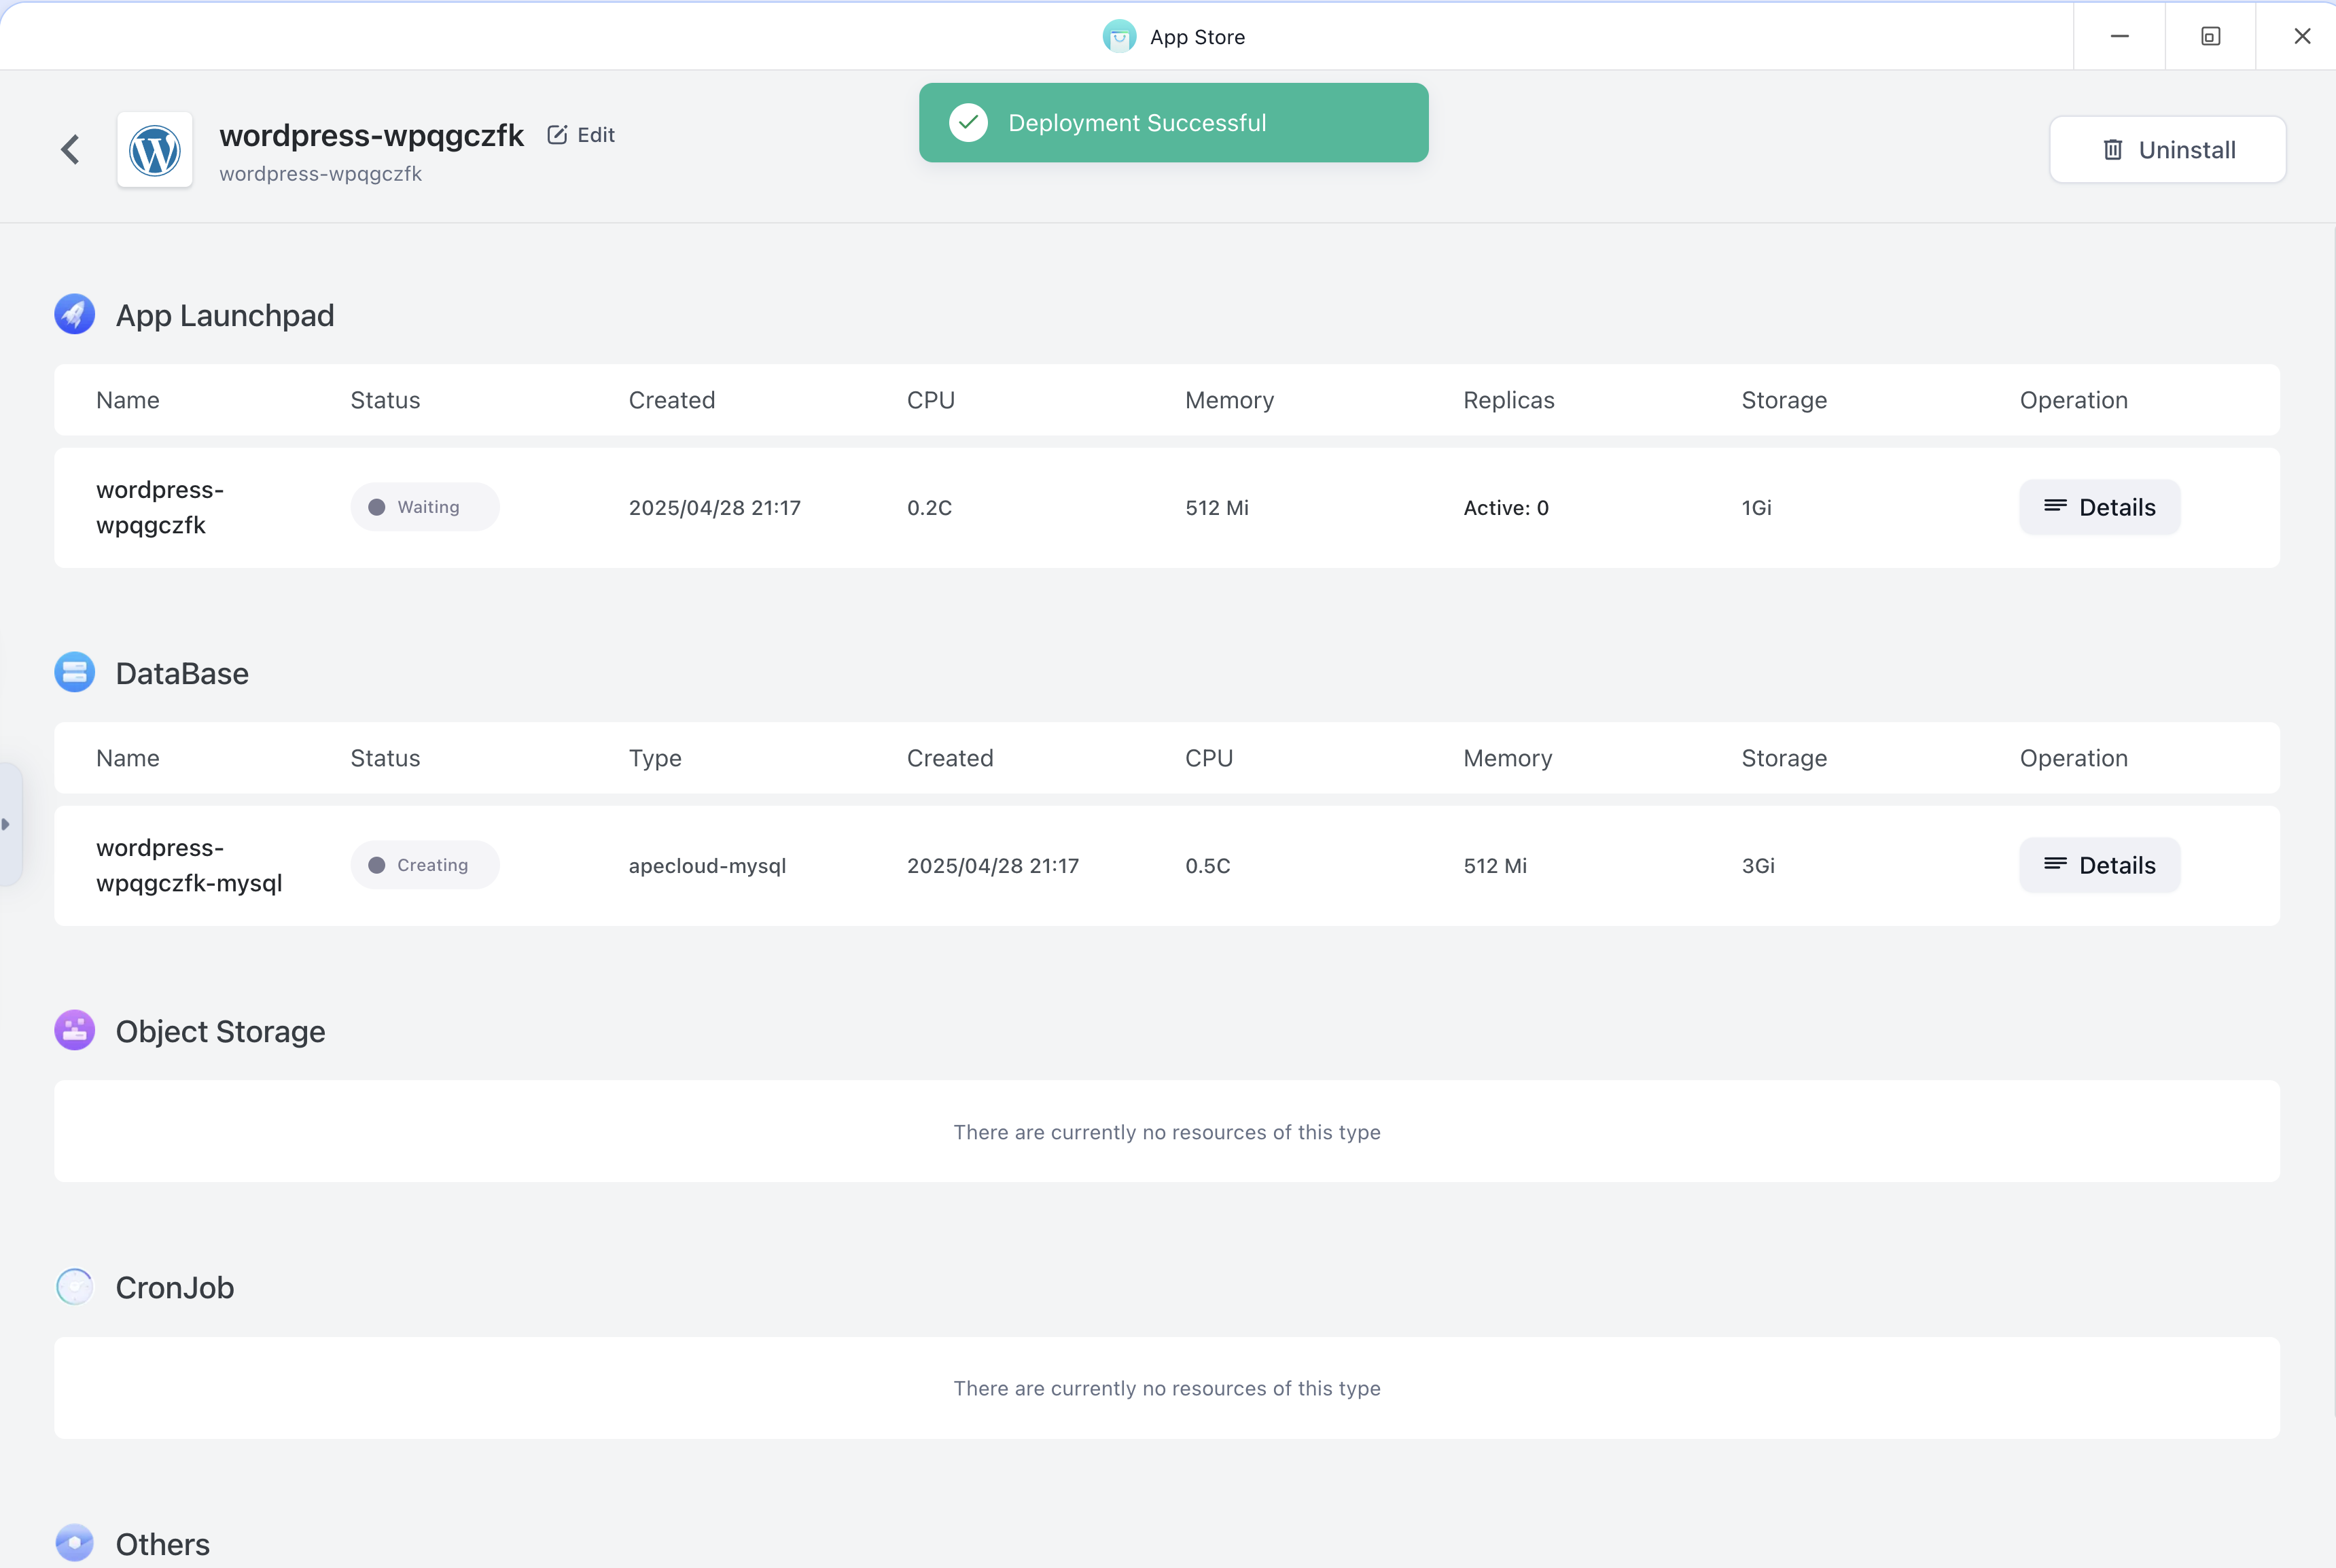 App Store
wordpress-wpqgczfk Edit
wordpress-wpqgczfk
Deployment Successful
Uninstall
App Launchpad
Name Status Created CPU Memory Replicas Storage Operation
wordpress-
wpqgczfk
Waiting 2025/04/28 21:17 0.2C 512 Mi Active: 0 1Gi Details
DataBase
Name Status Type Created CPU Memory Storage Operation
wordpress-
wpqgczfk-mysql
Creating apecloud-mysql 2025/04/28 21:17 0.5C 512 Mi 3Gi Details
Object Storage
There are currently no resources of this type
CronJob
There are currently no resources of this type
Others